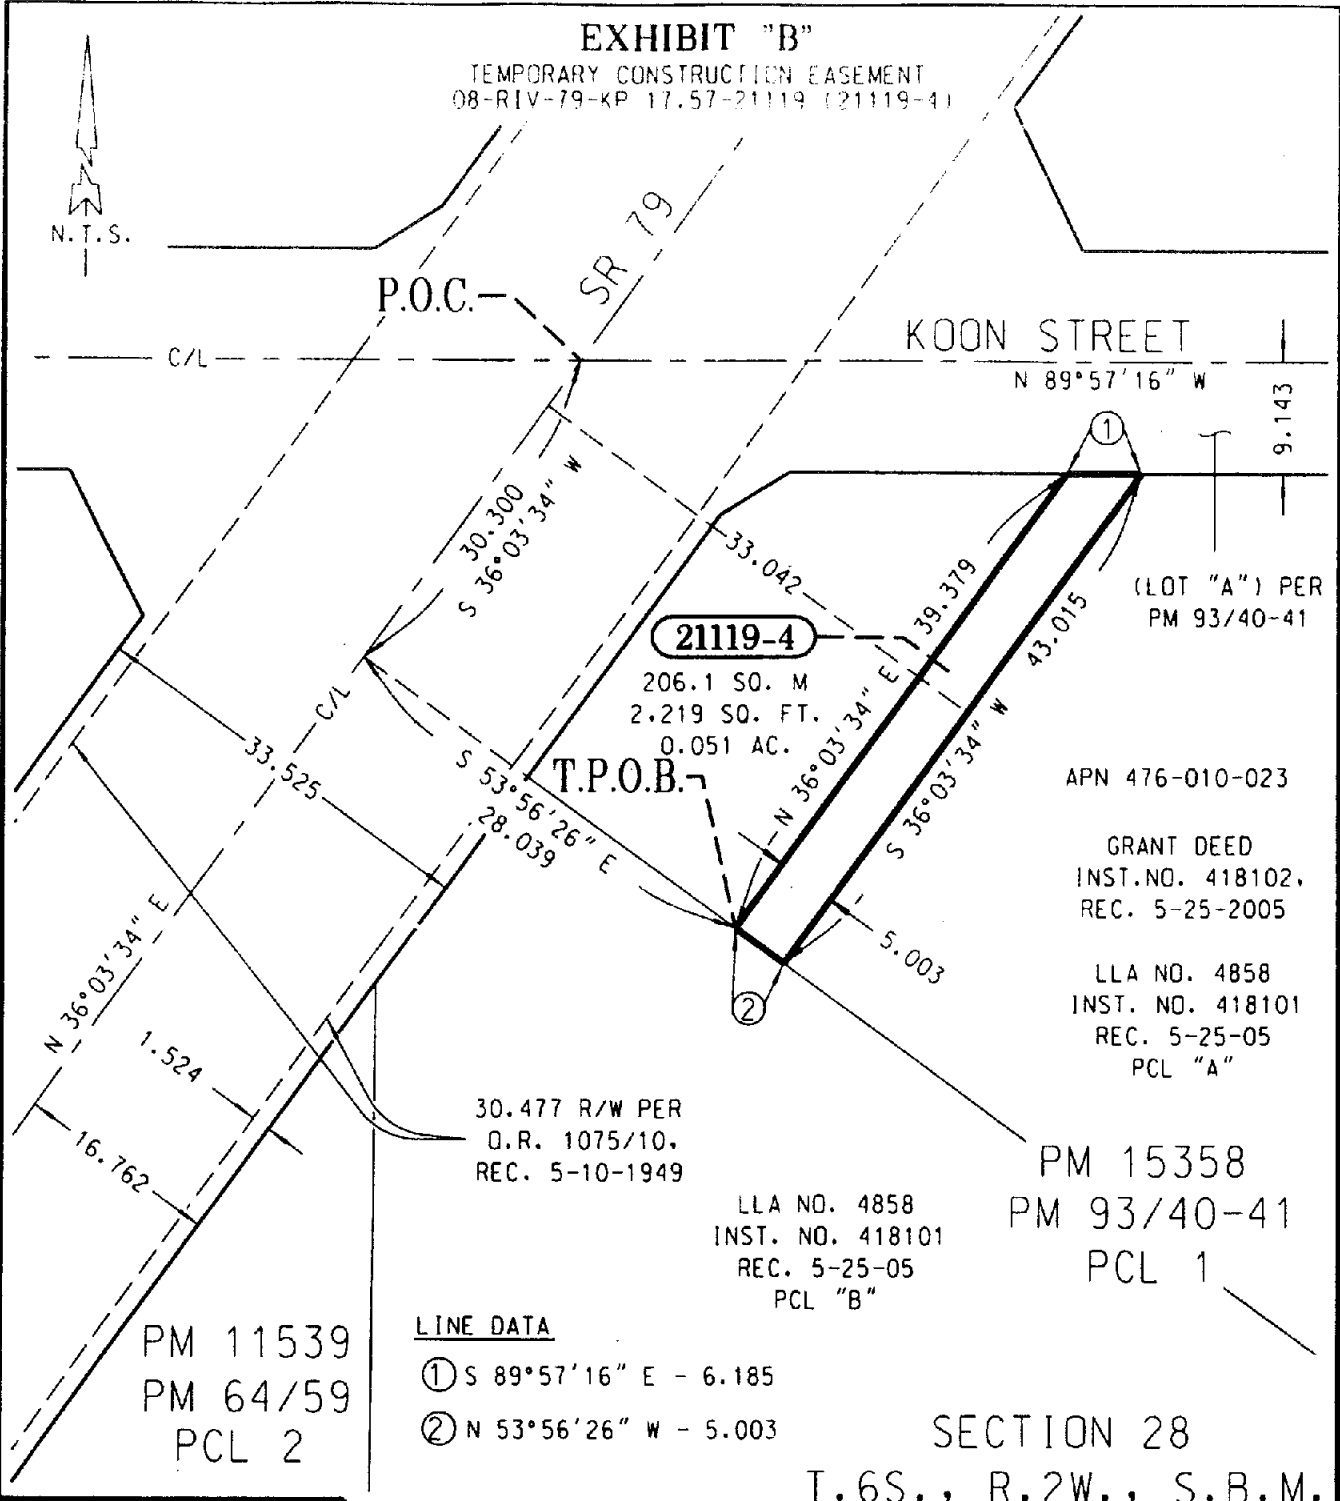 EXHIBIT "B"
TEMPORARY CONSTRUCTION EASEMENT
08-RIV-79-KP 17.57-21119 (21119-4)
N.T.S.
SR 79
P.O.C.
C/L
KOON STREET
N 89°57'16" W
9.143
1
30.300
S 36°03'34" W
33.042
39.379
N 36°03'34" E
43.015
S 36°03'34" W
(LOT "A") PER
PM 93/40-41
21119-4
206.1 SQ. M
2.219 SQ. FT.
0.051 AC.
T.P.O.B.
C/L
33.525
S 53°56'26" E
28.039
APN 476-010-023
GRANT DEED
INST.NO. 418102,
REC. 5-25-2005
5.003
LLA NO. 4858
INST. NO. 418101
REC. 5-25-05
PCL "A"
2
N 36°03'34" E
1.524
16.762
30.477 R/W PER
O.R. 1075/10,
REC. 5-10-1949
PM 15358
PM 93/40-41
PCL 1
LLA NO. 4858
INST. NO. 418101
REC. 5-25-05
PCL "B"
PM 11539
PM 64/59
PCL 2
LINE DATA
1 S 89°57'16" E - 6.185
2 N 53°56'26" W - 5.003
SECTION 28
T.6S., R.2W., S.B.M.